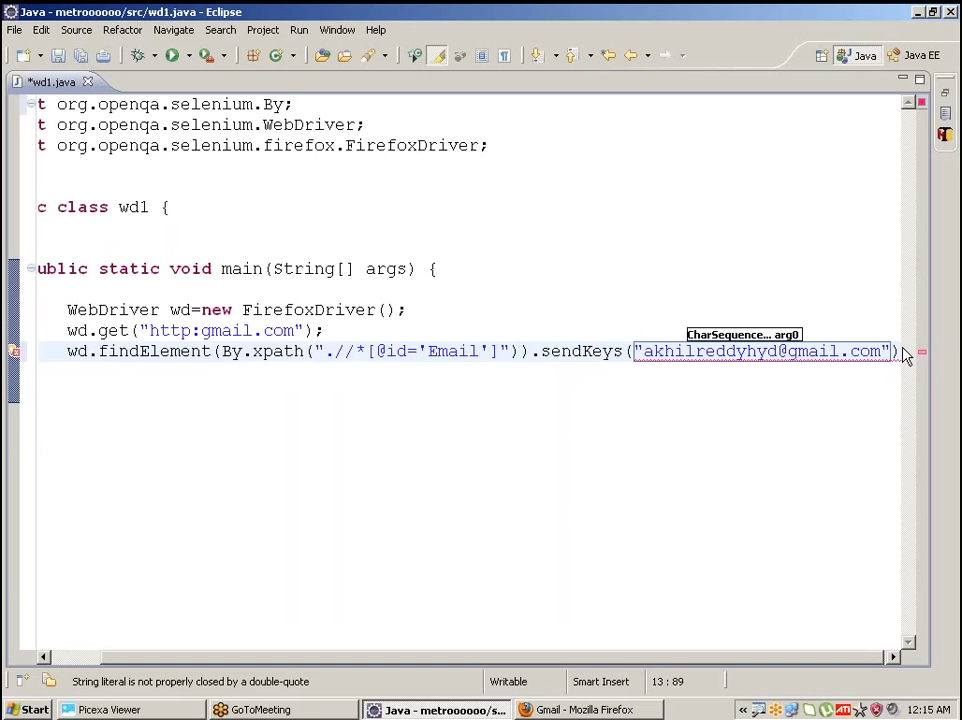 Java - metroooooo/src/wd1.java - Eclipse
File Edit Source Refactor Navigate Search Project Run Window Help
Java Java EE
*wd1.java
t org.openqa.selenium.By;
t org.openqa.selenium.WebDriver;
t org.openqa.selenium.firefox.FirefoxDriver;
c class wd1 {
ublic static void main(String[] args) {
WebDriver wd=new FirefoxDriver();
wd.get("http:gmail.com");
CharSequence... arg0
wd.findElement(By.xpath(".//*[@id='Email']")).sendKeys("akhilreddyhyd@gmail.com")
String literal is not properly closed by a double-quote Writable Smart Insert 13 : 89
Start Picexa Viewer GoToMeeting Java - metroooooo/s... Gmail - Mozilla Firefox « ATI 12:15 AM